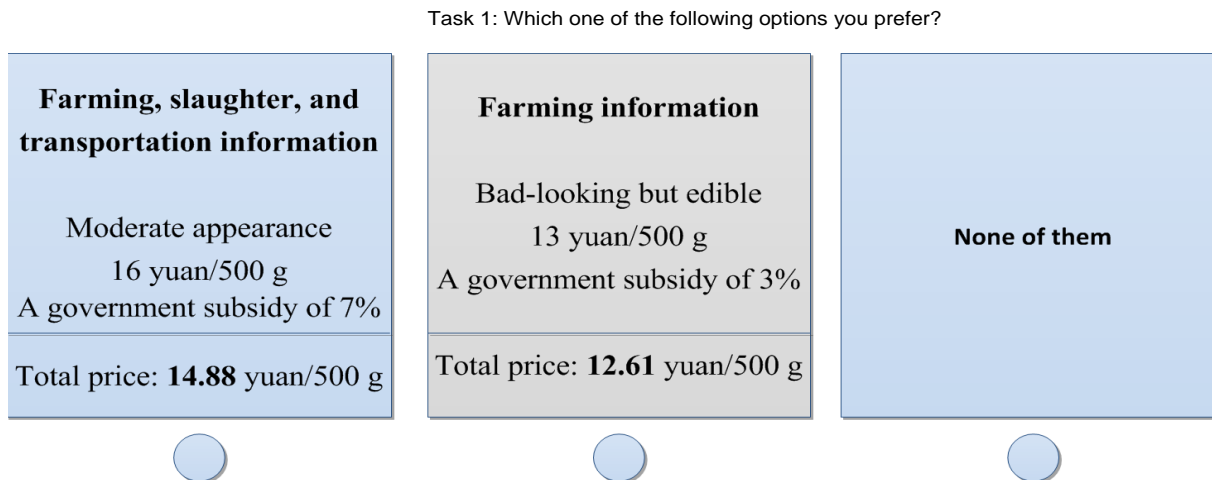 Task 1: Which one of the following options you prefer?
Farming, slaughter, and
transportation information
Moderate appearance
16 yuan/500 g
A government subsidy of 7%
Total price: 14.88 yuan/500 g
Farming information
Bad-looking but edible
13 yuan/500 g
A government subsidy of 3%
Total price: 12.61 yuan/500 g
None of them